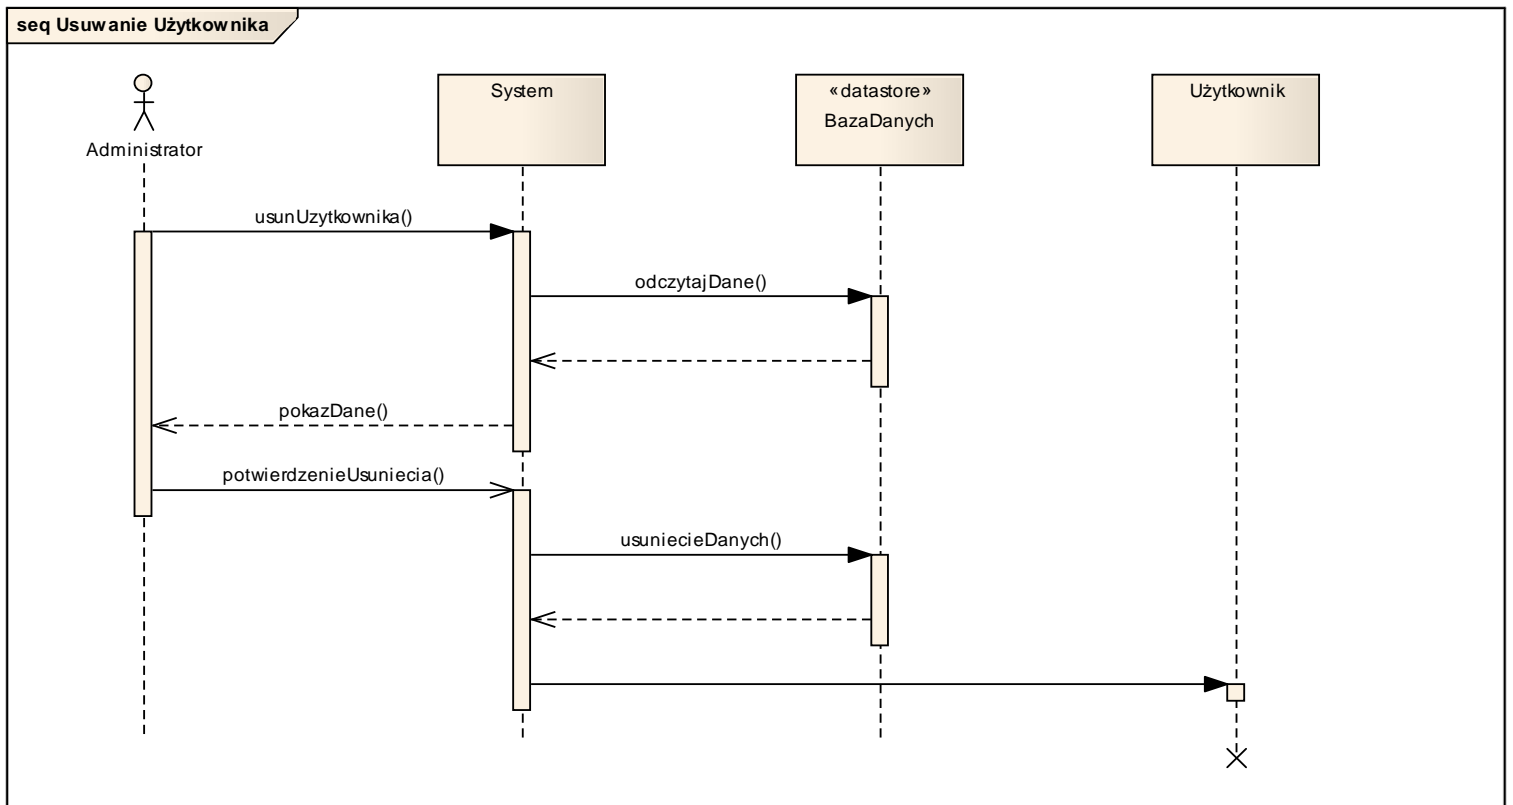 seq Usuwanie Użytkownika
Administrator
System
«datastore»
BazaDanych
Użytkownik
usunUzytkownika()
odczytajDane()
pokazDane()
potwierdzenieUsuniecia()
usuniecieDanych()